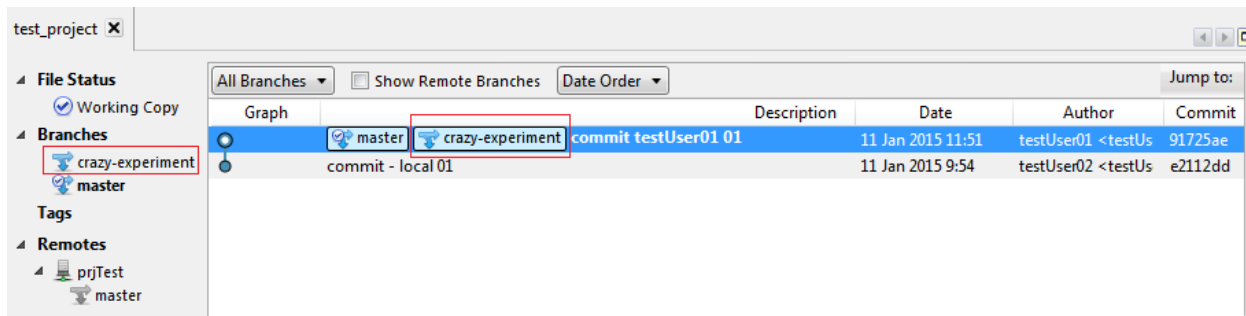 test_project
File Status
Working Copy
Branches
crazy-experiment
master
Tags
Remotes
prjTest
master
All Branches Show Remote Branches Date Order Jump to:
Graph Description Date Author Commit
master crazy-experiment commit testUser01 01 11 Jan 2015 11:51 testUser01 <testUs 91725ae
commit - local 01 11 Jan 2015 9:54 testUser02 <testUs e2112dd